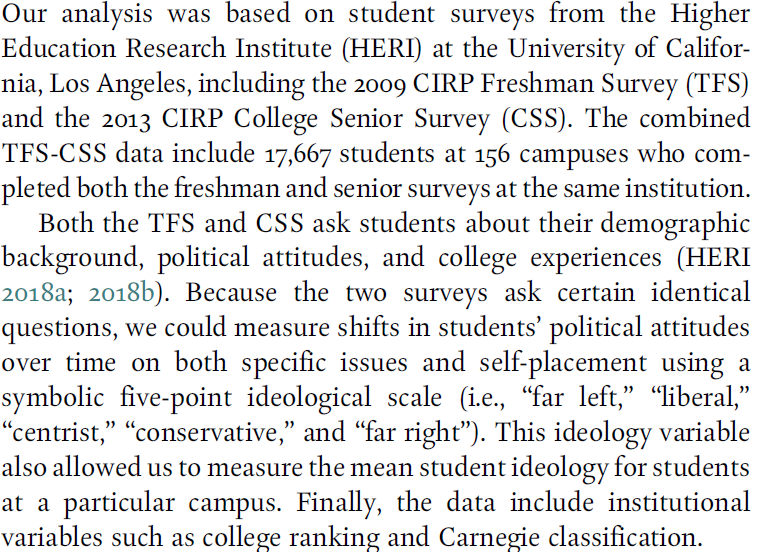 Our analysis was based on student surveys from the Higher
Education Research Institute (HERI) at the University of Califor-
nia, Los Angeles, including the 2009 CIRP Freshman Survey (TFS)
and the 2013 CIRP College Senior Survey (CSS). The combined
TFS-CSS data include 17,667 students at 156 campuses who com-
pleted both the freshman and senior surveys at the same institution.
Both the TFS and CSS ask students about their demographic
background, political attitudes, and college experiences (HERI
2018a; 2018b). Because the two surveys ask certain identical
questions, we could measure shifts in students’ political attitudes
over time on both specific issues and self-placement using a
symbolic five-point ideological scale (i.e., “far left,” “liberal,”
“centrist,” “conservative,” and “far right”). This ideology variable
also allowed us to measure the mean student ideology for students
at a particular campus. Finally, the data include institutional
variables such as college ranking and Carnegie classification.